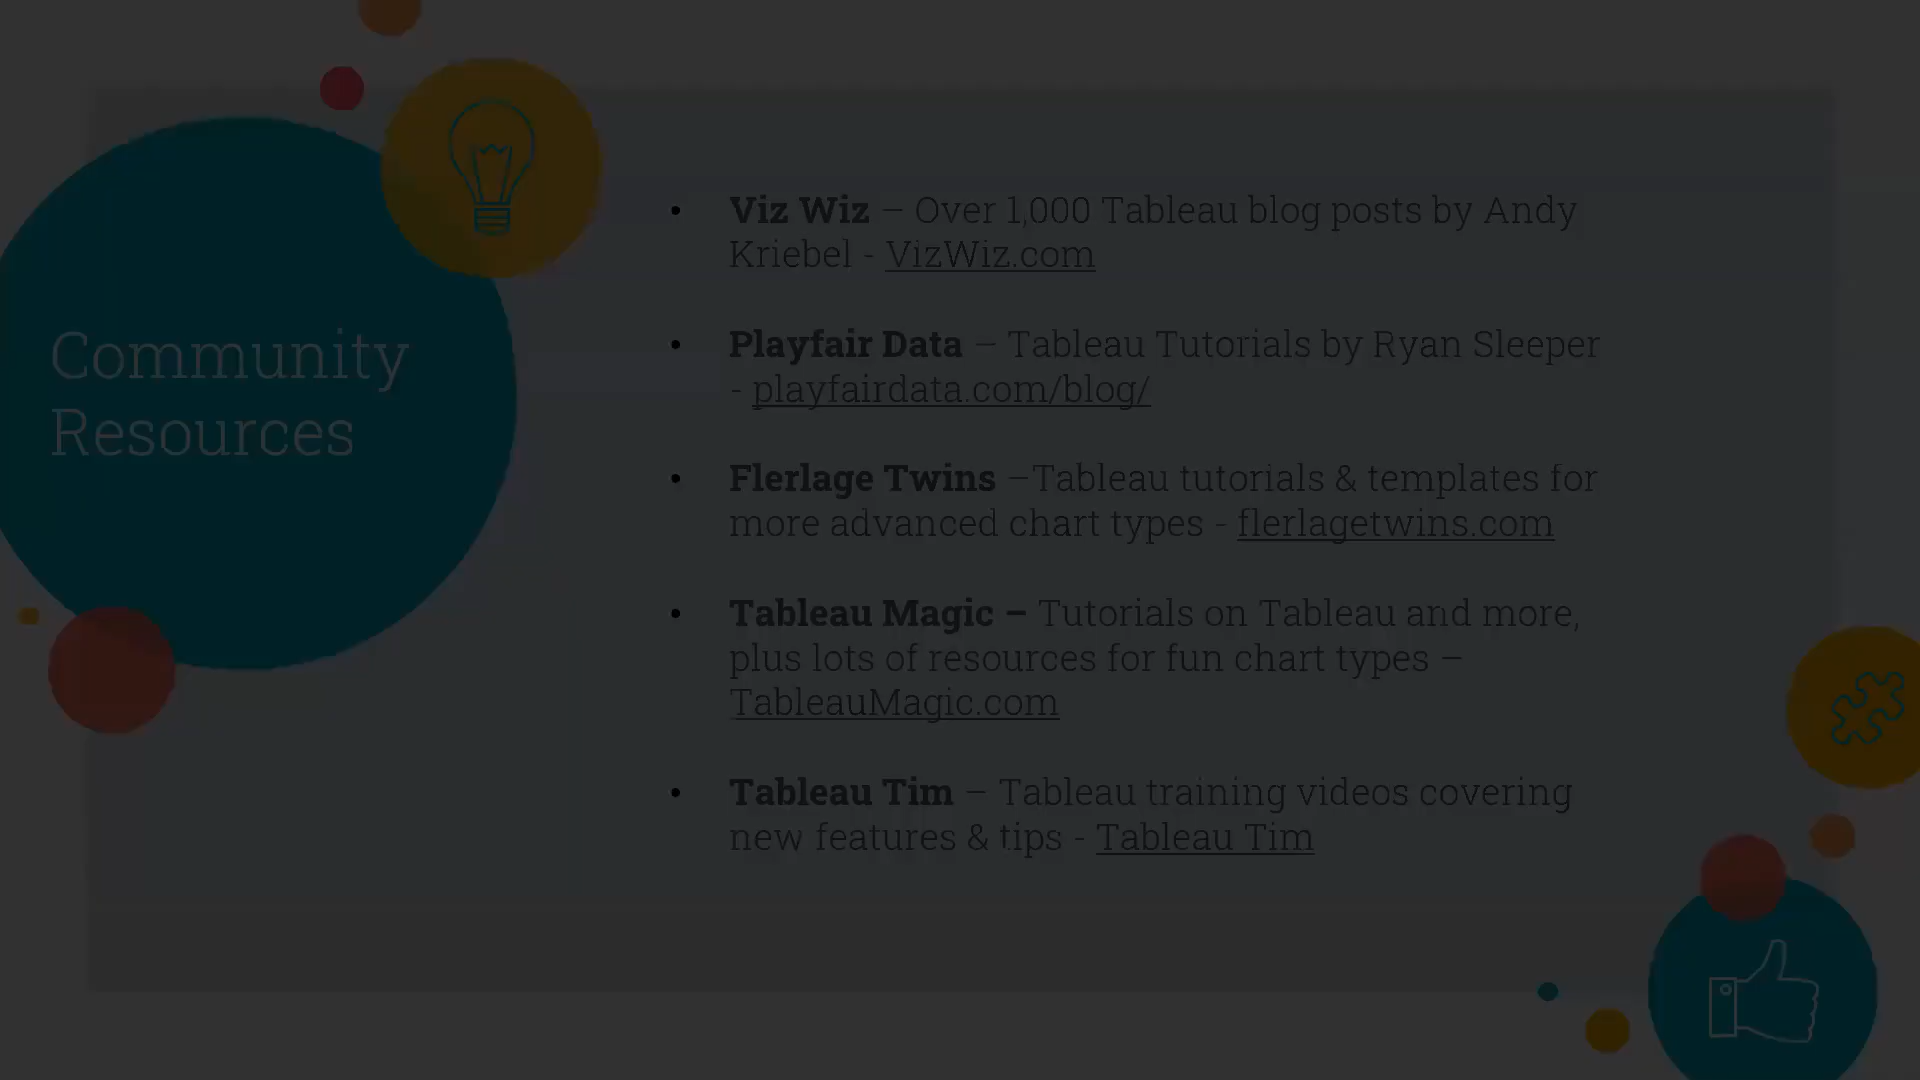 Community
Resources
• Viz Wiz – Over 1,000 Tableau blog posts by Andy
Kriebel - VizWiz.com
• Playfair Data – Tableau Tutorials by Ryan Sleeper
- playfairdata.com/blog/
• Flerlage Twins –Tableau tutorials & templates for
more advanced chart types - flerlagetwins.com
• Tableau Magic – Tutorials on Tableau and more,
plus lots of resources for fun chart types –
TableauMagic.com
• Tableau Tim – Tableau training videos covering
new features & tips - Tableau Tim